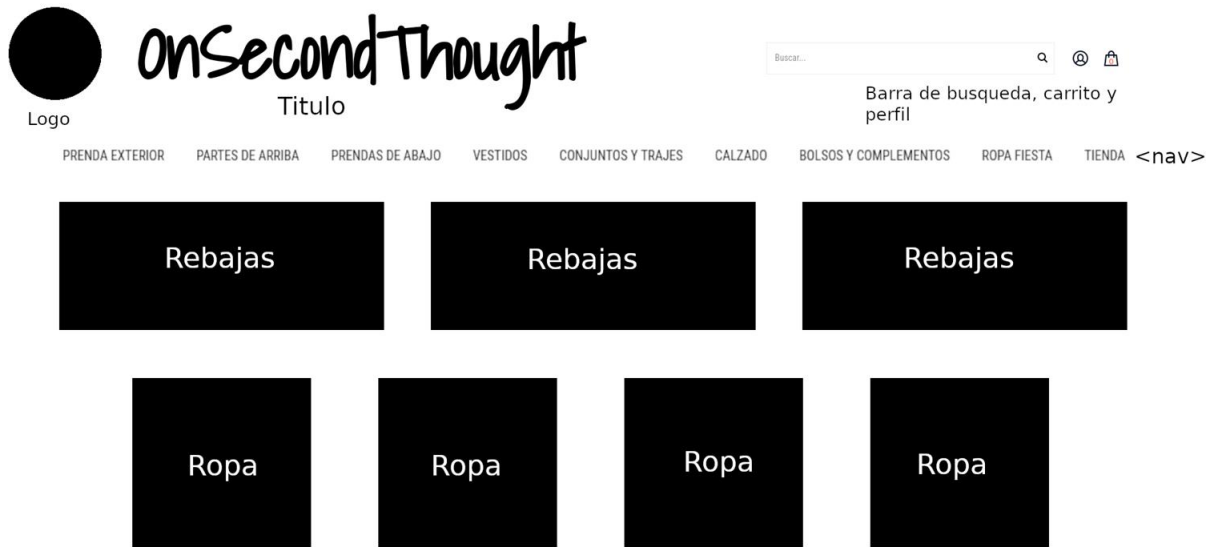 OnSecondThought
Buscar...
0
Titulo
Logo
Barra de busqueda, carrito y
perfil
PRENDA EXTERIOR PARTES DE ARRIBA PRENDAS DE ABAJO VESTIDOS CONJUNTOS Y TRAJES CALZADO BOLSOS Y COMPLEMENTOS ROPA FIESTA TIENDA <nav>
Rebajas Rebajas Rebajas
Ropa Ropa Ropa Ropa